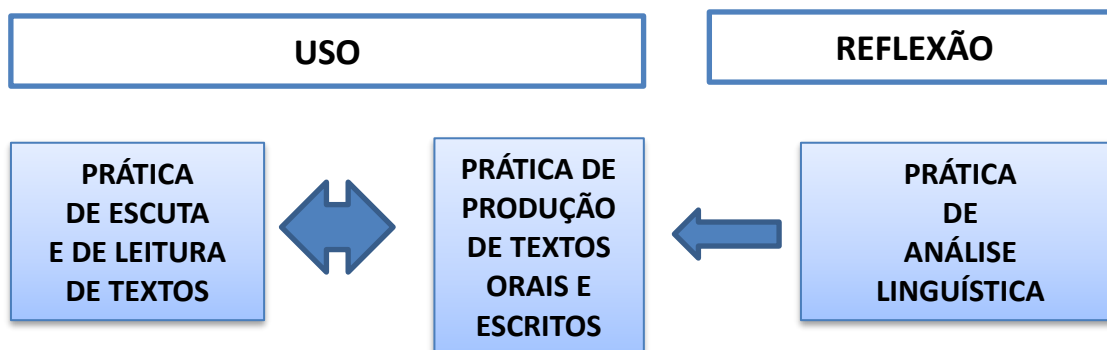 USO
REFLEXÃO
PRÁTICA
DE ESCUTA
E DE LEITURA
DE TEXTOS
PRÁTICA DE
PRODUÇÃO
DE TEXTOS
ORAIS E
ESCRITOS
PRÁTICA
DE
ANÁLISE
LINGUÍSTICA